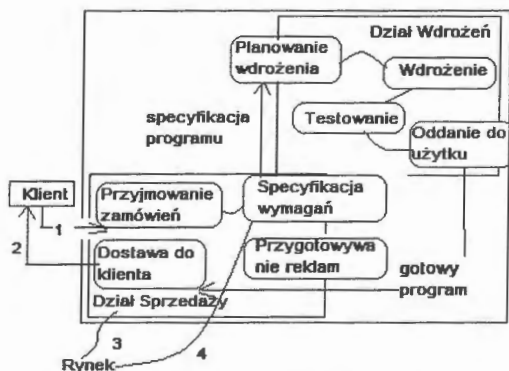 Planowanie
wdrożenia
Dział Wdrożeń
Wdrożenie
specyfikacja
programu
Testowanie
Oddanie do
użytku
Klient
1
2
Przyjmowanie
zamówień
Specyfikacja
wymagań
Dostawa do
klienta
Przygotowywa
nie reklam
gotowy
program
Dział Sprzedaży
3
4
Rynek